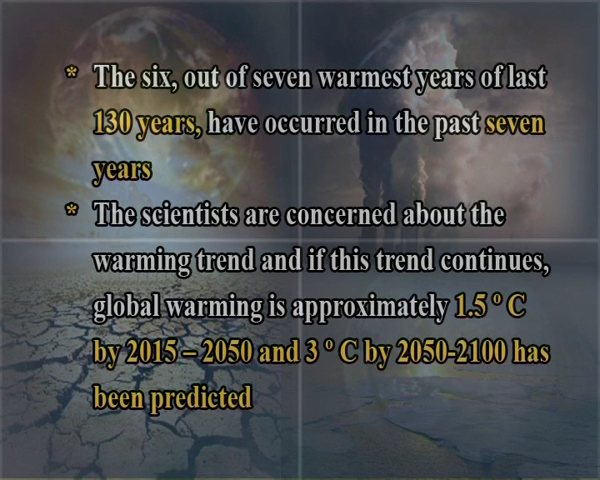 * The six, out of seven warmest years of last
130 years, have occurred in the past seven
years
* The scientists are concerned about the
warming trend and if this trend continues,
global warming is approximately 1.5 º C
by 2015 – 2050 and 3 º C by 2050-2100 has
been predicted